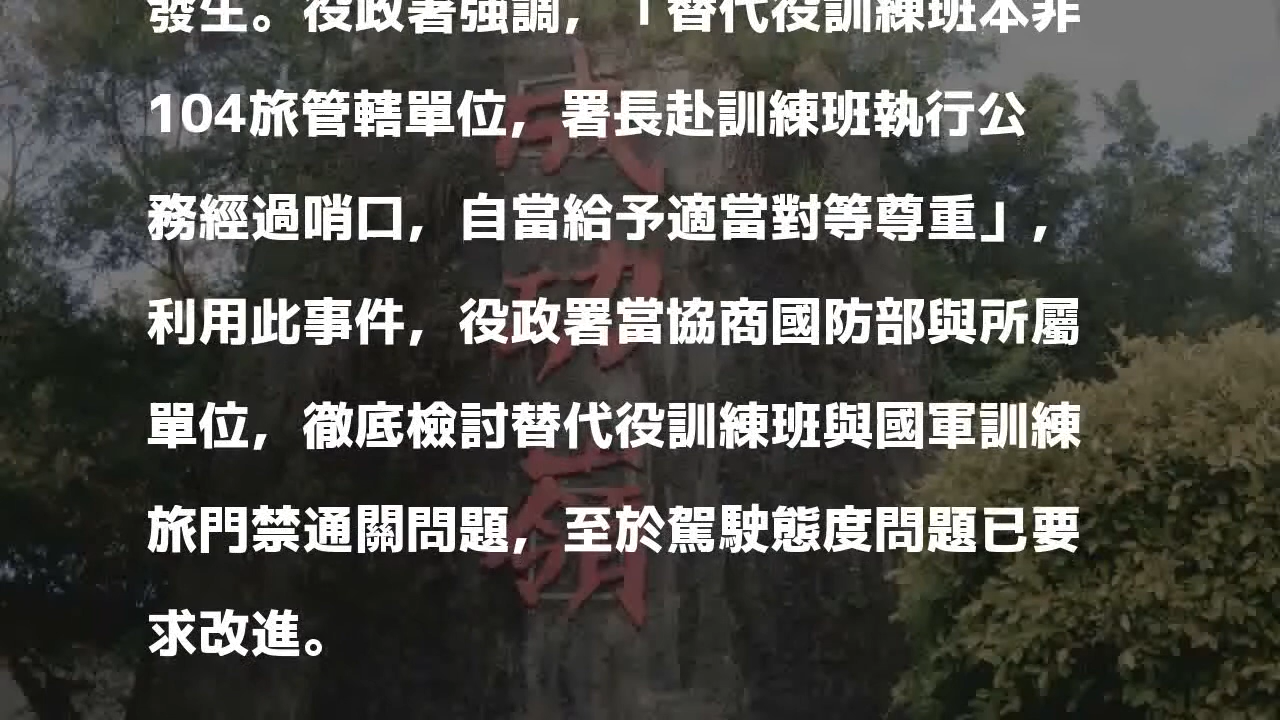 發生。役政署強調，「替代役訓練班本非
104旅管轄單位，署長赴訓練班執行公
務經過哨口，自當給予適當對等尊重」，
利用此事件，役政署當協商國防部與所屬
單位，徹底檢討替代役訓練班與國軍訓練
旅門禁通關問題，至於駕駛態度問題已要
求改進。
成功嶺